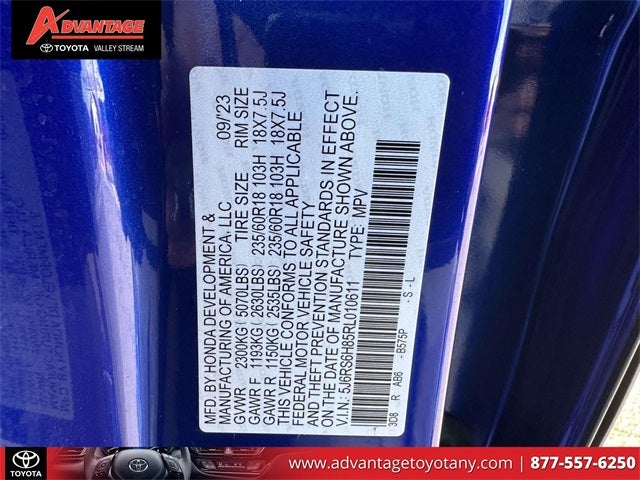 ADVANTAGE
TOYOTA VALLEY STREAM
MFD. BY HONDA DEVELOPMENT &
MANUFACTURING OF AMERICA, LLC 09/'23
GVWR 2300KG(5070LBS) TIRE SIZE RIM SIZE
GAWR F 1193KG(2630LBS) 235/60R18 103H 18X7.5J
GAWR R 1150KG(2535LBS) 235/60R18 103H 18X7.5J
THIS VEHICLE CONFORMS TO ALL APPLICABLE
FEDERAL MOTOR VEHICLE SAFETY
AND THEFT PREVENTION STANDARDS IN EFFECT
ON THE DATE OF MANUFACTURE SHOWN ABOVE.
V.I.N: 5J6RS6H85RL010611 TYPE: MPV
3D8 R AB6 - B575P - S - L
TOYOTA
www.advantagetoyotany.com 877-557-6250